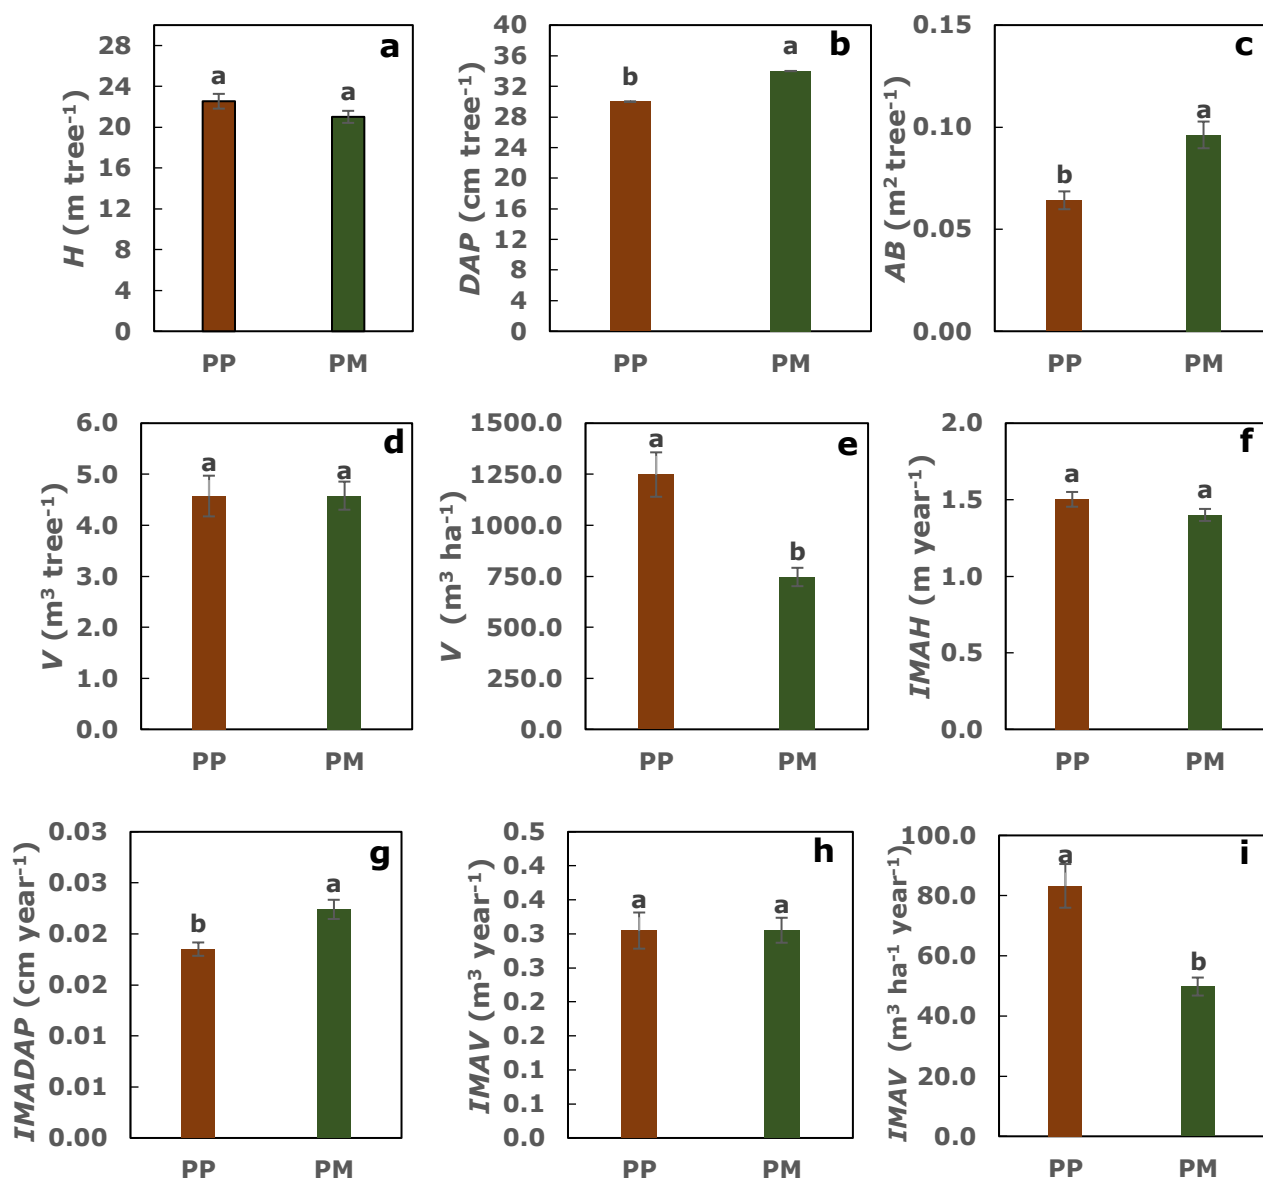 a
H (m tree⁻¹)
28
24
20
16
12
8
4
0
a
a
PP
PM
b
DAP (cm tree⁻¹)
40
36
32
28
24
20
16
12
8
4
0
b
a
PP
PM
c
AB (m² tree⁻¹)
0.15
0.10
0.05
0.00
b
a
PP
PM
d
V (m³ tree⁻¹)
6.0
5.0
4.0
3.0
2.0
1.0
0.0
a
a
PP
PM
e
V (m³ ha⁻¹)
1500.0
1250.0
1000.0
750.0
500.0
250.0
0.0
a
b
PP
PM
f
IMAH (m year⁻¹)
2.0
1.5
1.0
0.5
0.0
a
a
PP
PM
g
IMADAP (cm year⁻¹)
0.03
0.03
0.02
0.02
0.01
0.01
0.00
b
a
PP
PM
h
IMAV (m³ year⁻¹)
0.5
0.4
0.4
0.3
0.3
0.2
0.2
0.1
0.1
0.0
a
a
PP
PM
i
IMAV (m³ ha⁻¹ year⁻¹)
100.0
80.0
60.0
40.0
20.0
0.0
a
b
PP
PM